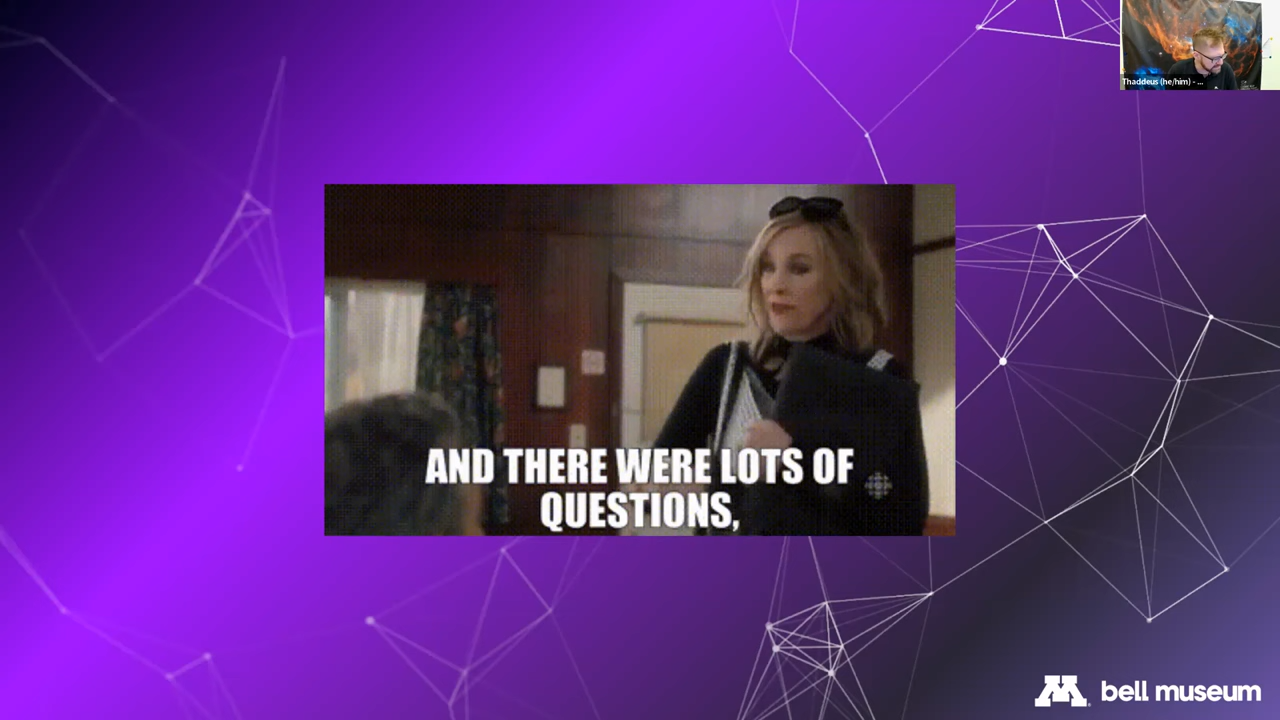 Thaddeus (he/him) - ...
AND THERE WERE LOTS OF
QUESTIONS,
M
bell museum